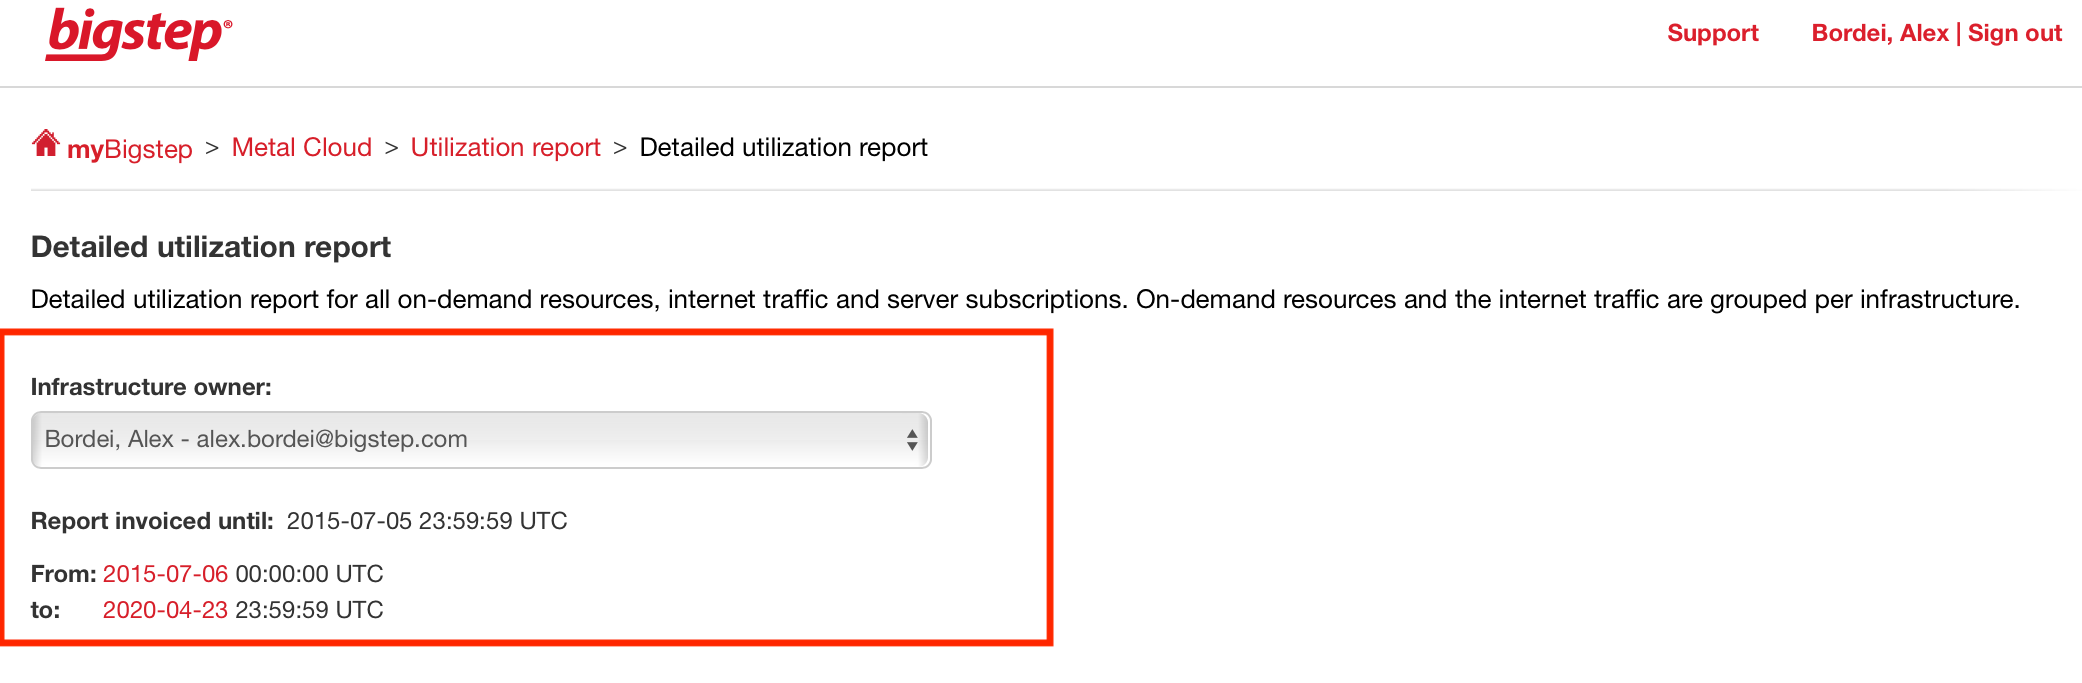 bigstep®
Support Bordei, Alex | Sign out
myBigstep > Metal Cloud > Utilization report > Detailed utilization report
Detailed utilization report
Detailed utilization report for all on-demand resources, internet traffic and server subscriptions. On-demand resources and the internet traffic are grouped per infrastructure.
Infrastructure owner:
Bordei, Alex - alex.bordei@bigstep.com
Report invoiced until: 2015-07-05 23:59:59 UTC
From: 2015-07-06 00:00:00 UTC
to: 2020-04-23 23:59:59 UTC